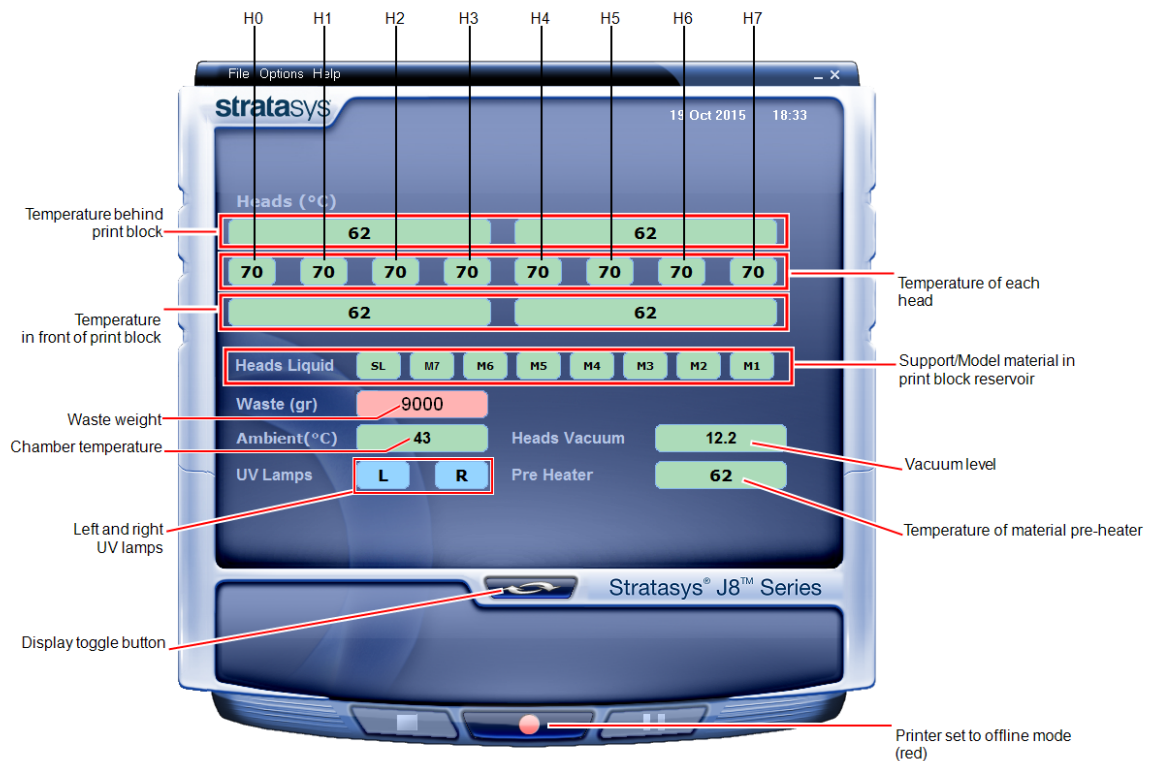 H0 H1 H2 H3 H4 H5 H6 H7
File Options Help
stratasys
19 Oct 2015 18:33
Heads (°C)
Temperature behind
print block
62 62
70 70 70 70 70 70 70 70
Temperature of each
head
62 62
Temperature
in front of print block
Heads Liquid SL M7 M6 M5 M4 M3 M2 M1
Support/Model material in
print block reservoir
Waste (gr) 9000
Waste weight
Ambient(°C) 43 Heads Vacuum 12.2
Chamber temperature
Vacuum level
UV Lamps L R Pre Heater 62
Left and right
UV lamps
Temperature of material pre-heater
Stratasys® J8™ Series
Display toggle button
Printer set to offline mode
(red)